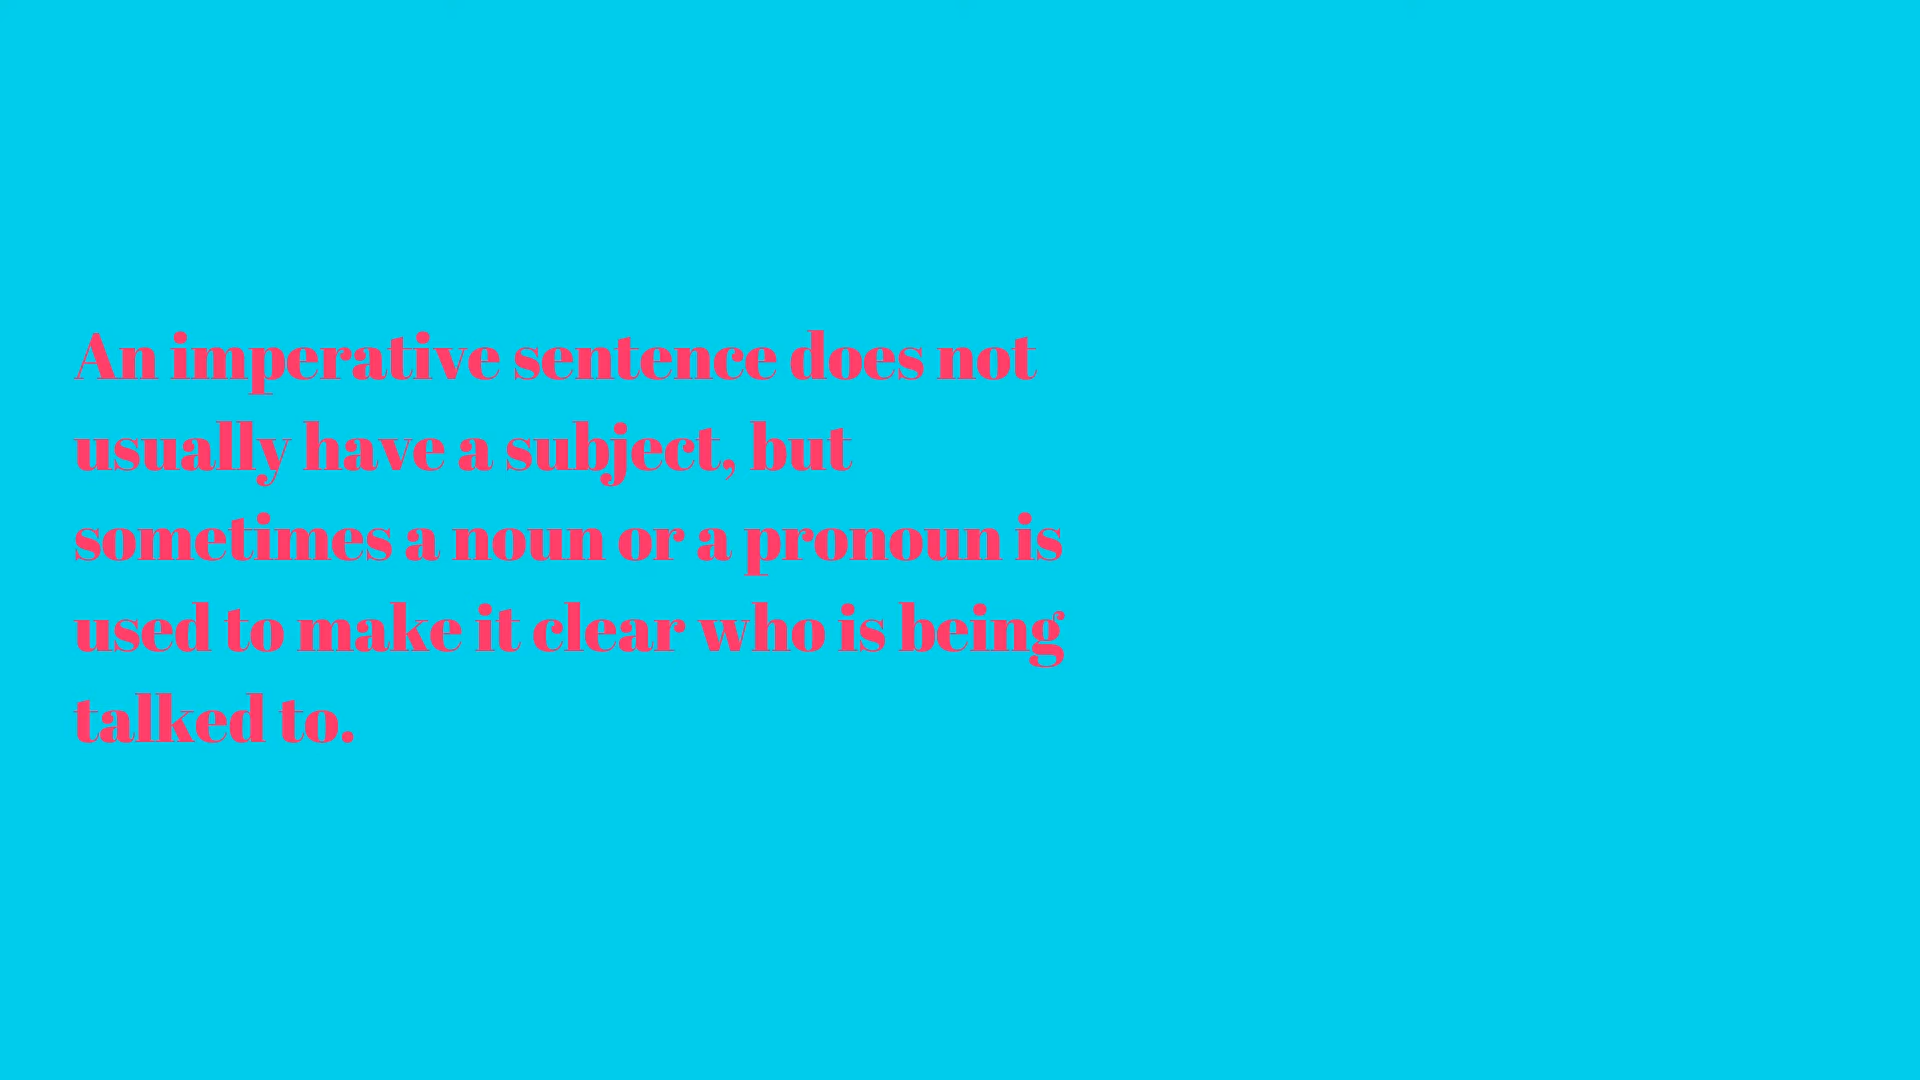 An imperative sentence does not
usually have a subject, but
sometimes a noun or a pronoun is
used to make it clear who is being
talked to.